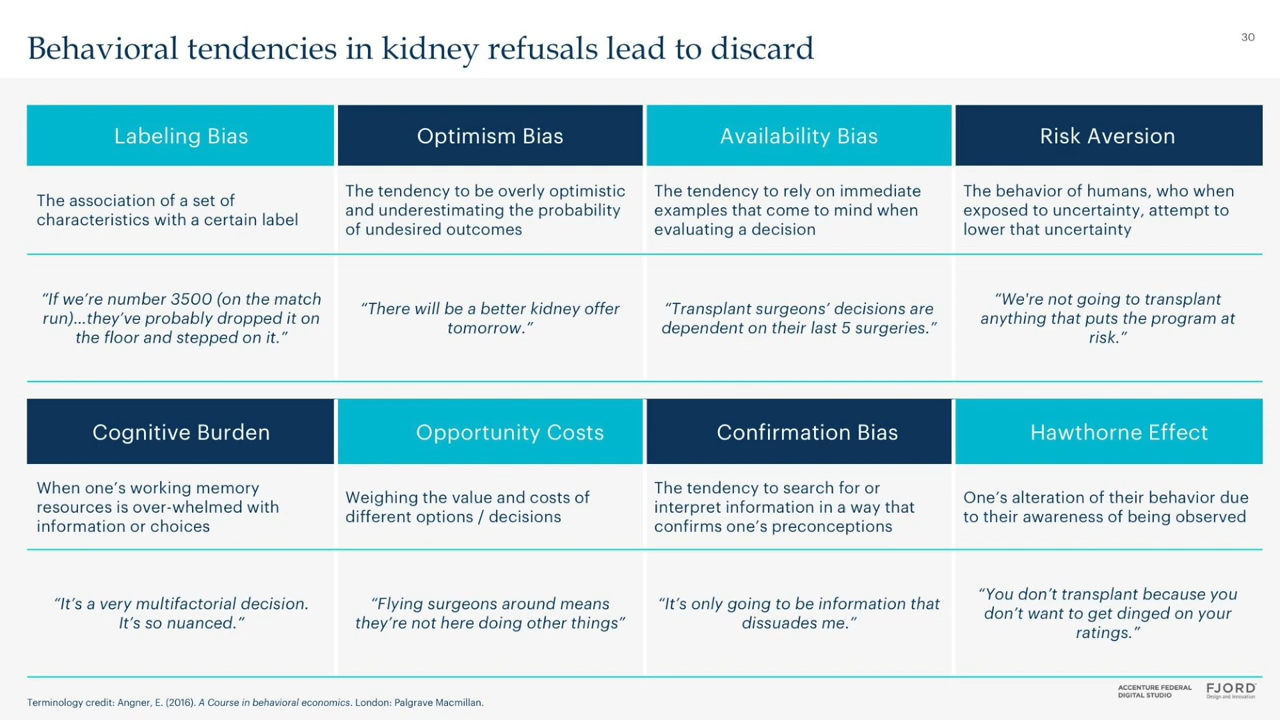 Behavioral tendencies in kidney refusals lead to discard
30
Labeling Bias
The association of a set of
characteristics with a certain label
“If we’re number 3500 (on the match
run)...they’ve probably dropped it on
the floor and stepped on it.”
Optimism Bias
The tendency to be overly optimistic
and underestimating the probability
of undesired outcomes
“There will be a better kidney offer
tomorrow.”
Availability Bias
The tendency to rely on immediate
examples that come to mind when
evaluating a decision
“Transplant surgeons’ decisions are
dependent on their last 5 surgeries.”
Risk Aversion
The behavior of humans, who when
exposed to uncertainty, attempt to
lower that uncertainty
“We're not going to transplant
anything that puts the program at
risk.”
Cognitive Burden
When one’s working memory
resources is over-whelmed with
information or choices
“It’s a very multifactorial decision.
It’s so nuanced.”
Opportunity Costs
Weighing the value and costs of
different options / decisions
“Flying surgeons around means
they’re not here doing other things”
Confirmation Bias
The tendency to search for or
interpret information in a way that
confirms one’s preconceptions
“It’s only going to be information that
dissuades me.”
Hawthorne Effect
One’s alteration of their behavior due
to their awareness of being observed
“You don’t transplant because you
don’t want to get dinged on your
ratings.”
Terminology credit: Angner, E. (2016). A Course in behavioral economics. London: Palgrave Macmillan.
ACCENTURE FEDERAL
DIGITAL STUDIO
FJORD
Design and Innovation